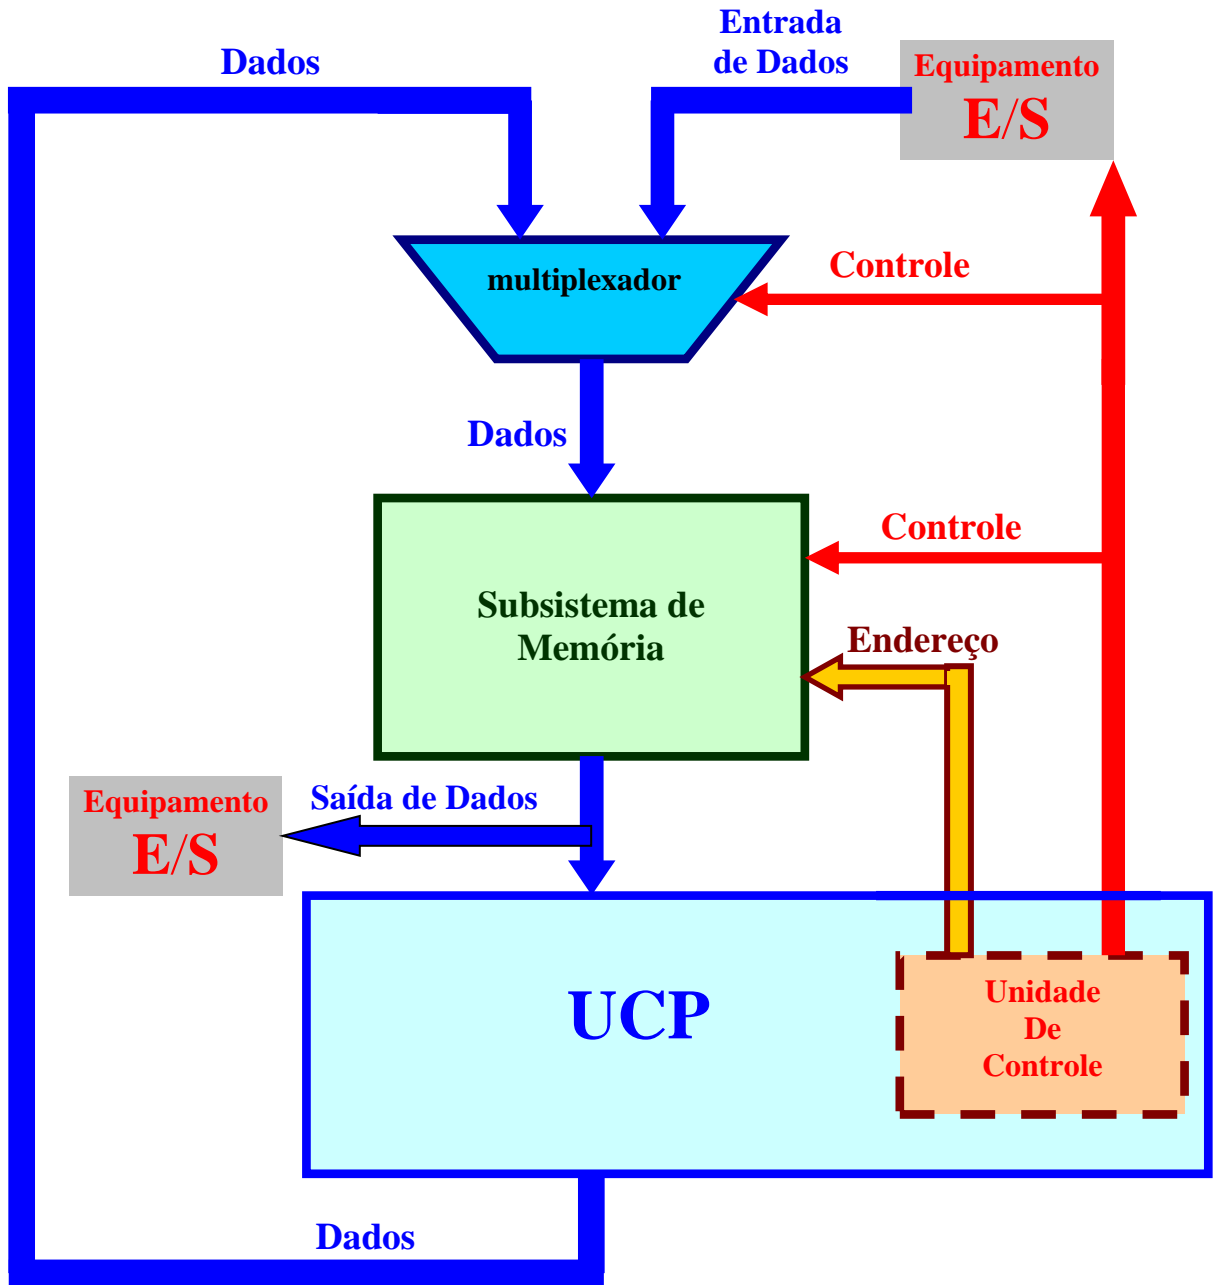 Entrada
de Dados
Dados
Equipamento
E/S
multiplexador
Controle
Dados
Controle
Subsistema de
Memória
Endereço
Saída de Dados
Equipamento
E/S
UCP
Unidade
De
Controle
Dados